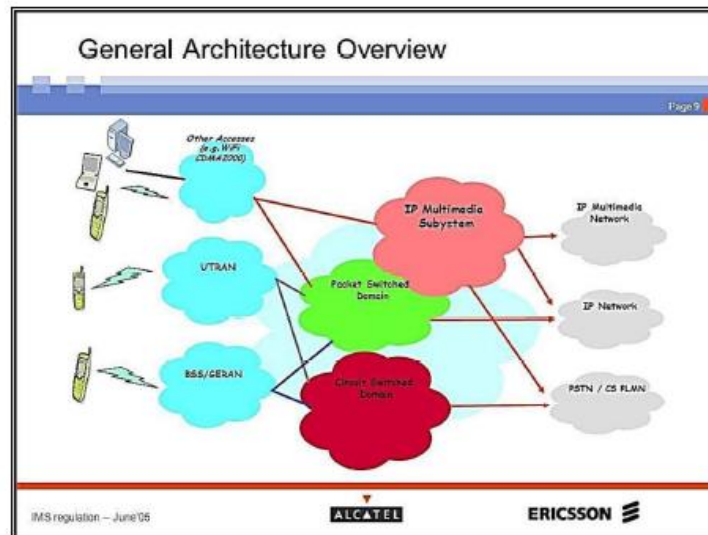 General Architecture Overview
Page 9
Other Accesses
(e.g. WiFi
CDMA2000)
IP Multimedia
Subystem
IP Multimedia
Network
UTRAN
Packet Switched
Domain
IP Network
BSS/GERAN
Circuit Switched
Domain
PSTN / CS PLMN
IMS regulation – June'05
ALCATEL
ERICSSON